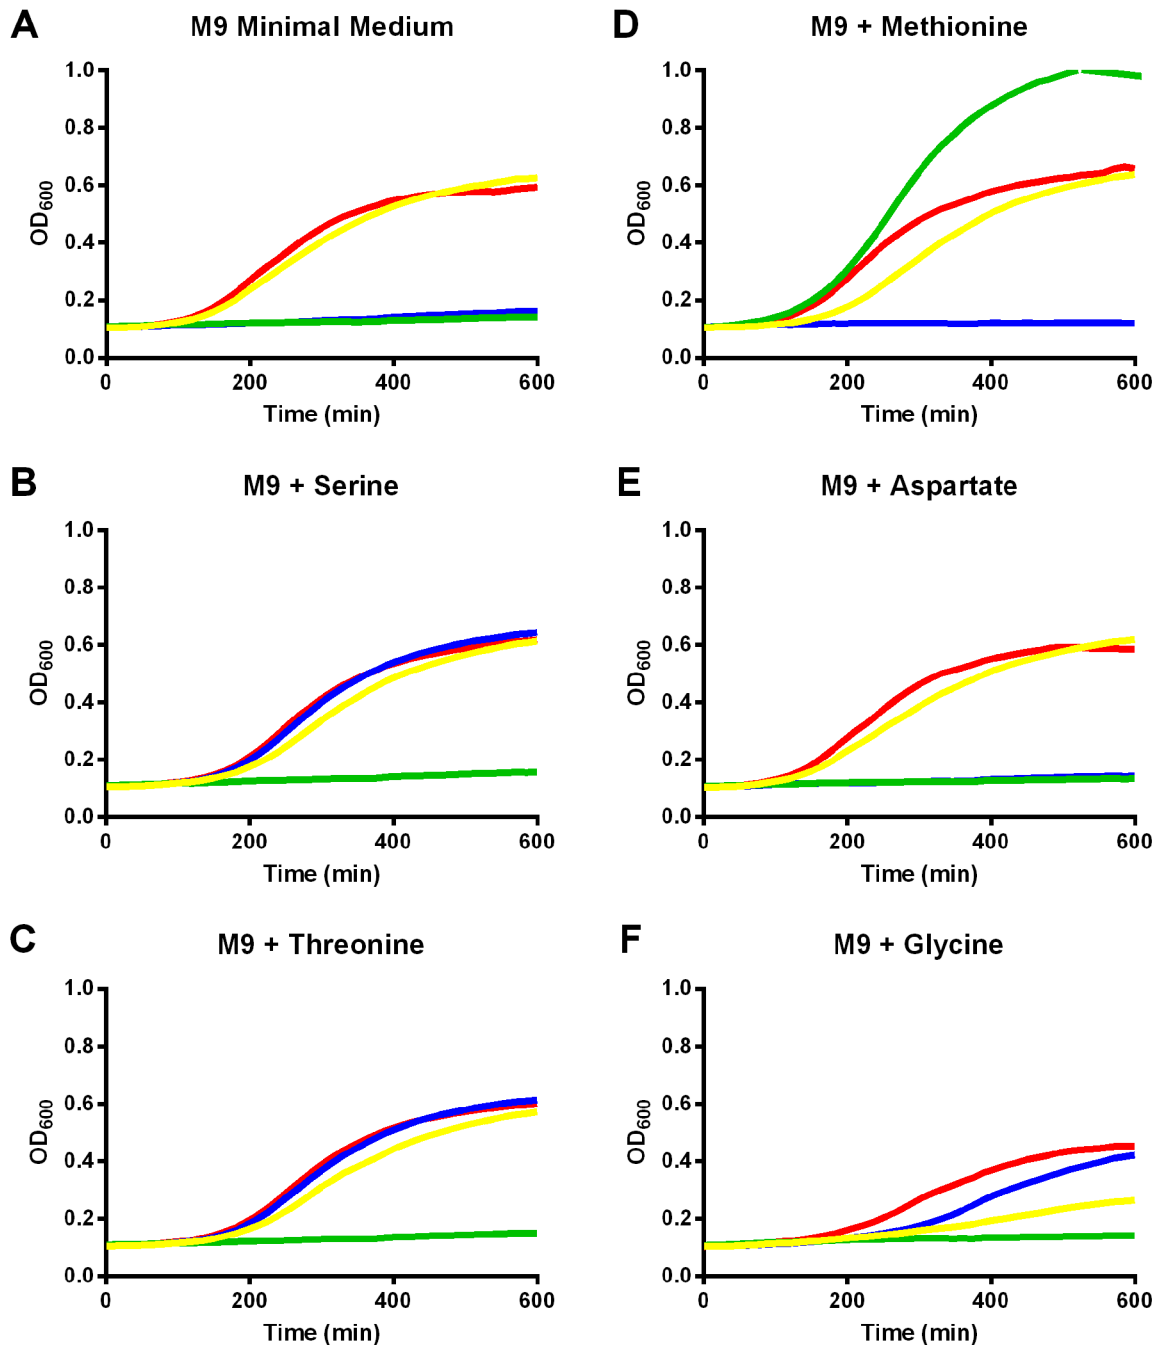 A
M9 Minimal Medium
1.0
0.8
0.6
0.4
0.2
0.0
OD600
0
200
400
600
Time (min)
D
M9 + Methionine
1.0
0.8
0.6
0.4
0.2
0.0
OD600
0
200
400
600
Time (min)
B
M9 + Serine
1.0
0.8
0.6
0.4
0.2
0.0
OD600
0
200
400
600
Time (min)
E
M9 + Aspartate
1.0
0.8
0.6
0.4
0.2
0.0
OD600
0
200
400
600
Time (min)
C
M9 + Threonine
1.0
0.8
0.6
0.4
0.2
0.0
OD600
0
200
400
600
Time (min)
F
M9 + Glycine
1.0
0.8
0.6
0.4
0.2
0.0
OD600
0
200
400
600
Time (min)